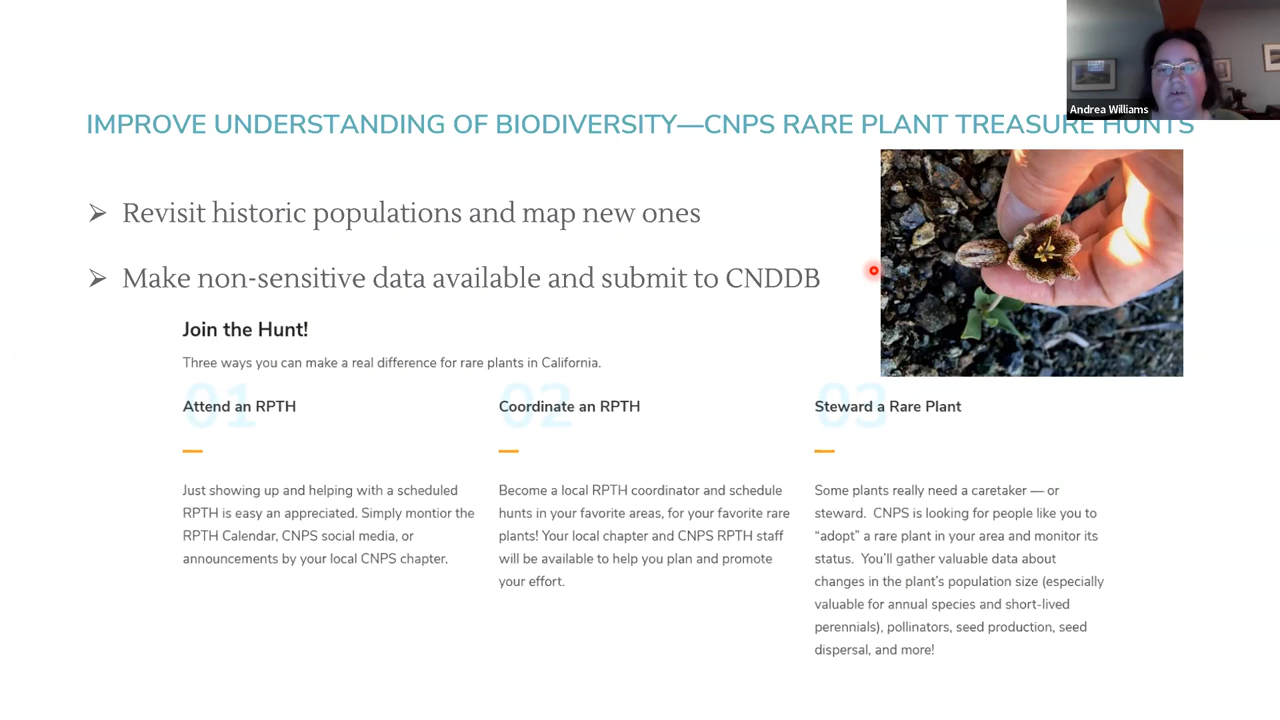 Andrea Williams
IMPROVE UNDERSTANDING OF BIODIVERSITY—CNPS RARE PLANT TREASURE HUNTS
➢ Revisit historic populations and map new ones
➢ Make non-sensitive data available and submit to CNDDB
Join the Hunt!
Three ways you can make a real difference for rare plants in California.
01
Attend an RPTH
Just showing up and helping with a scheduled
RPTH is easy an appreciated. Simply montior the
RPTH Calendar, CNPS social media, or
announcements by your local CNPS chapter.
02
Coordinate an RPTH
Become a local RPTH coordinator and schedule
hunts in your favorite areas, for your favorite rare
plants! Your local chapter and CNPS RPTH staff
will be available to help you plan and promote
your effort.
03
Steward a Rare Plant
Some plants really need a caretaker — or
steward.  CNPS is looking for people like you to
“adopt” a rare plant in your area and monitor its
status.  You’ll gather valuable data about
changes in the plant’s population size (especially
valuable for annual species and short-lived
perennials), pollinators, seed production, seed
dispersal, and more!